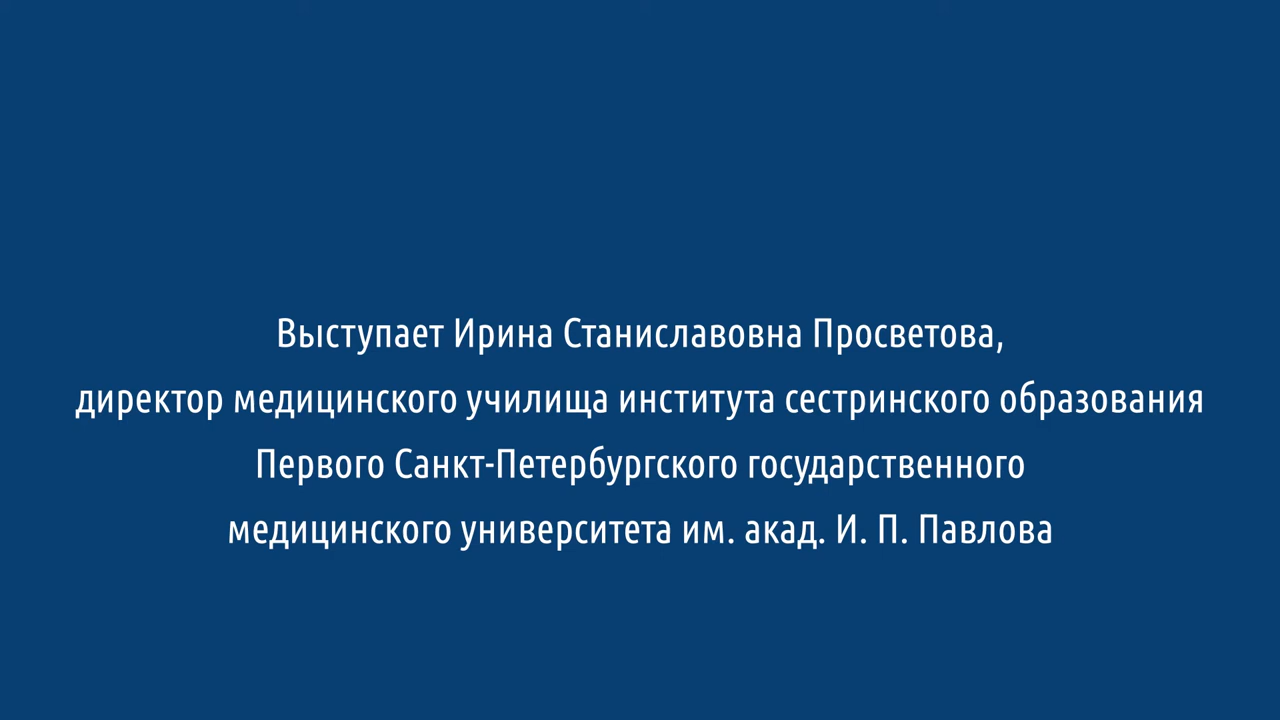 Выступает Ирина Станиславовна Просветова,
директор медицинского училища института сестринского образования
Первого Санкт-Петербургского государственного
медицинского университета им. акад. И. П. Павлова